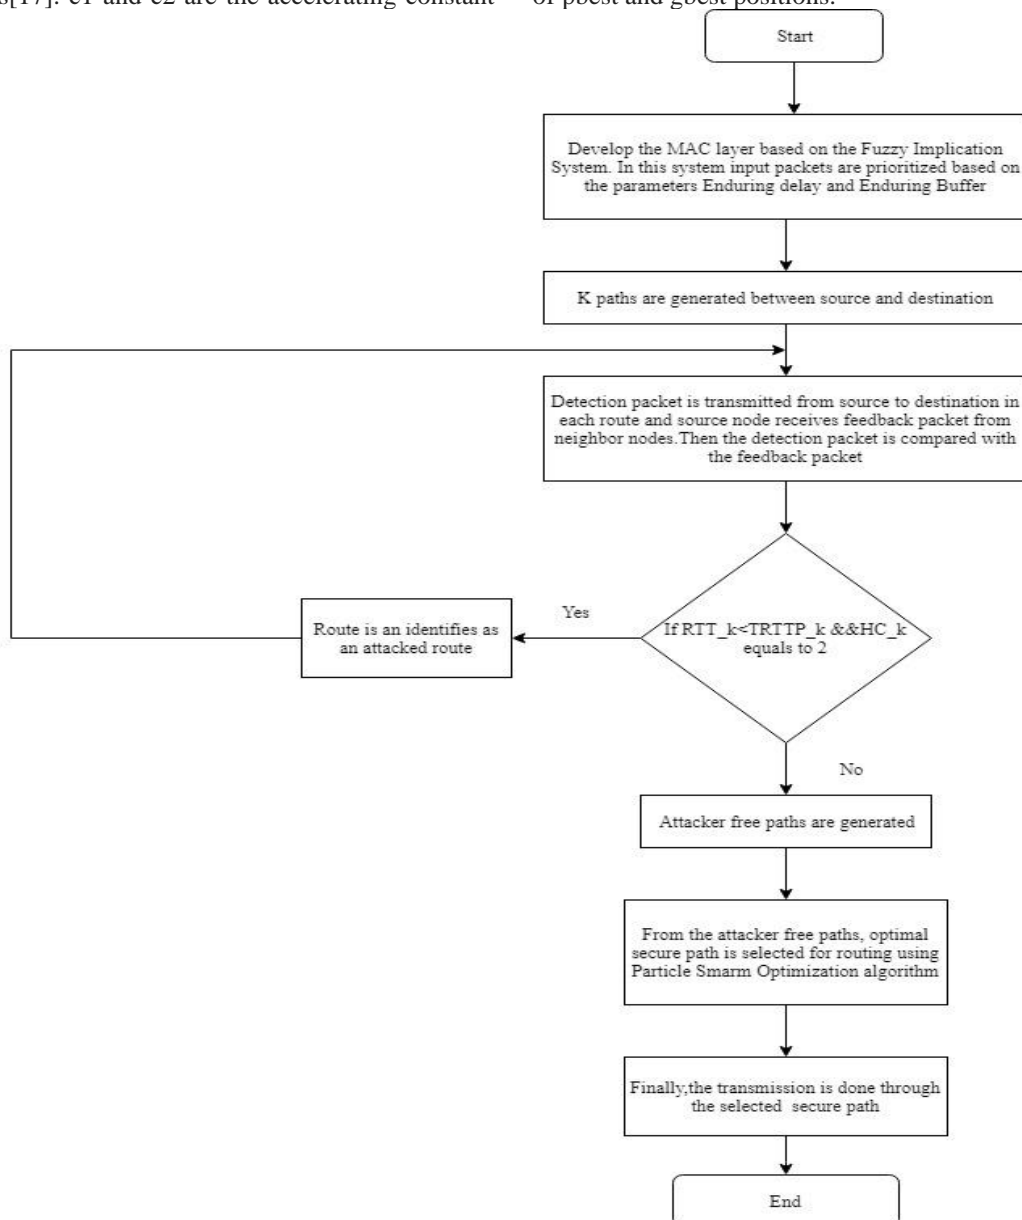 s[17]. c1 and c2 are the accelerating constant
of pbest and gbest positions.
Start
Develop the MAC layer based on the Fuzzy Implication
System. In this system input packets are prioritized based on
the parameters Enduring delay and Enduring Buffer
K paths are generated between source and destination
Detection packet is transmitted from source to destination in
each route and source node receives feedback packet from
neighbor nodes.Then the detection packet is compared with
the feedback packet
If RTT_k<TRTTP_k &&HC_k
equals to 2
Yes
Route is an identifies as
an attacked route
No
Attacker free paths are generated
From the attacker free paths, optimal
secure path is selected for routing using
Particle Smarm Optimization algorithm
Finally,the transmission is done through
the selected secure path
End